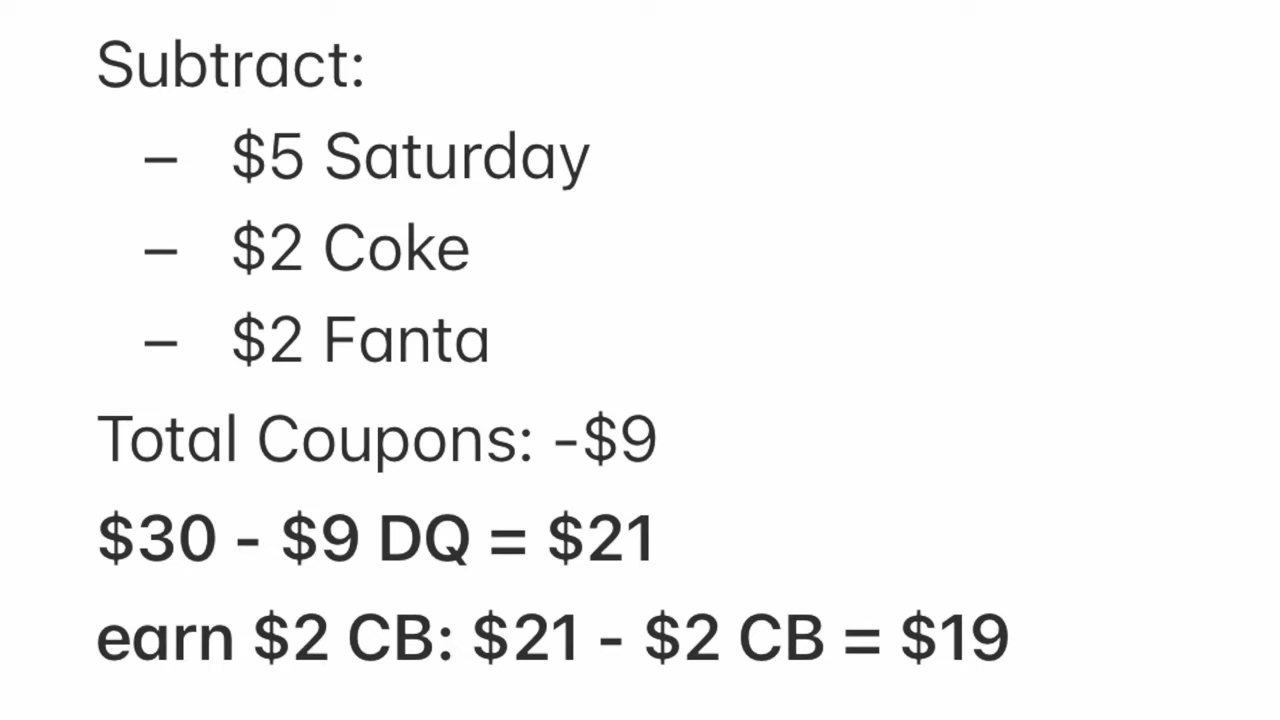 Subtract:
– $5 Saturday
– $2 Coke
– $2 Fanta
Total Coupons: -$9
$30 - $9 DQ = $21
earn $2 CB: $21 - $2 CB = $19